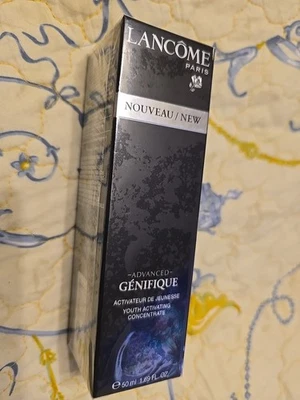 LANCÔME
PARIS
NOUVEAU / NEW
–ADVANCED–
GÉNIFIQUE
ACTIVATEUR DE JEUNESSE
YOUTH ACTIVATING
CONCENTRATE
℮ 50 ml 1.69 FL. OZ.